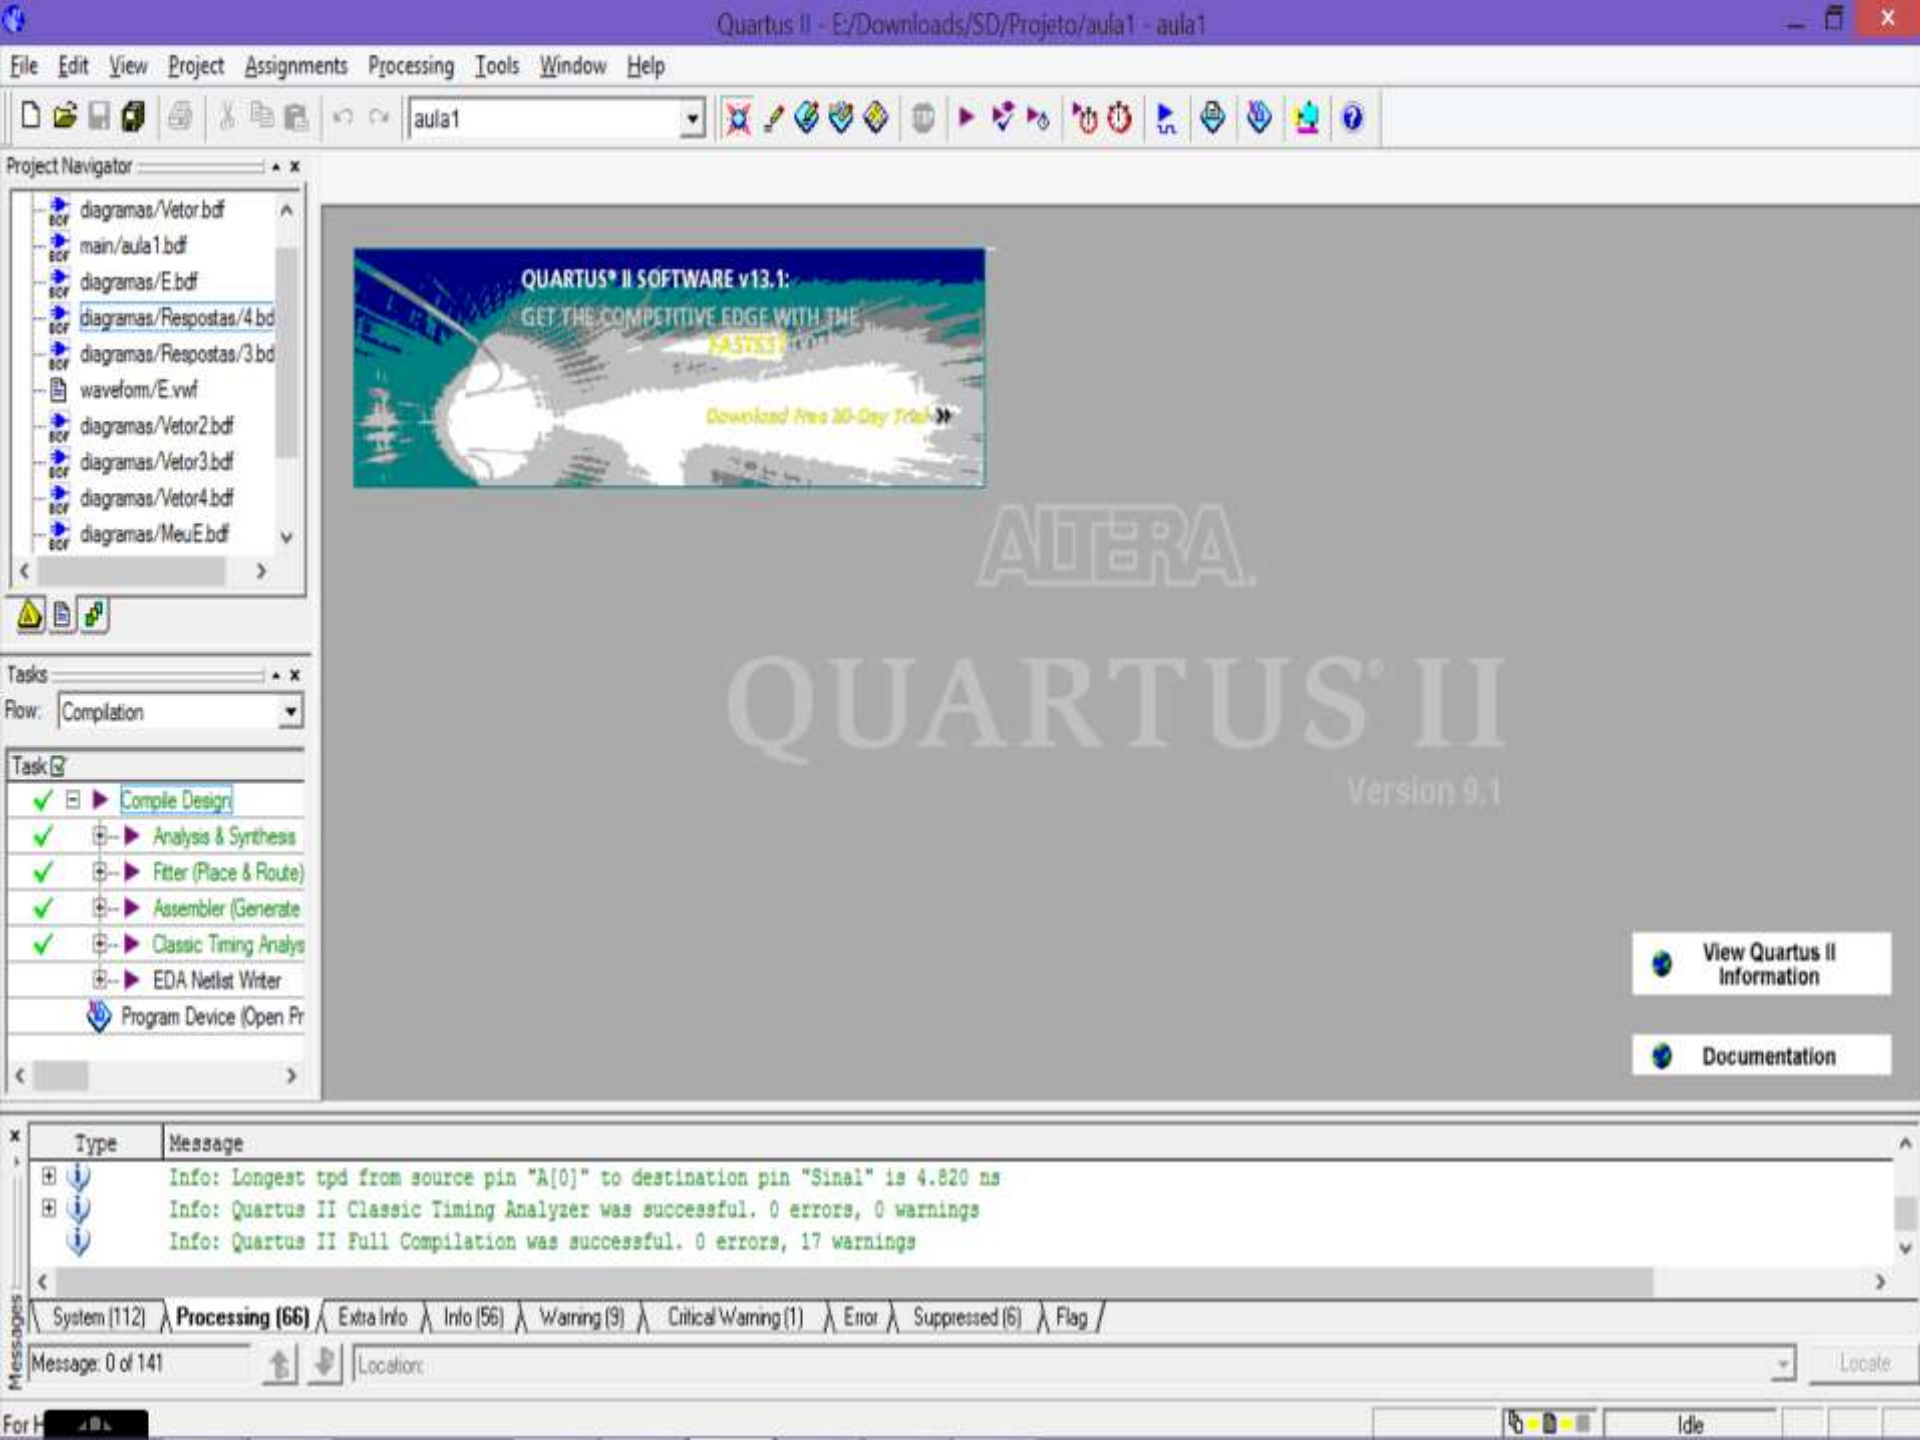 Quartus II - E:/Downloads/SD/Projeto/aula1 - aula1
File Edit View Project Assignments Processing Tools Window Help
aula1
Project Navigator
diagramas/Vetor.bdf
main/aula1.bdf
diagramas/E.bdf
diagramas/Respostas/4.bd
diagramas/Respostas/3.bd
waveform/E.vwf
diagramas/Vetor2.bdf
diagramas/Vetor3.bdf
diagramas/Vetor4.bdf
diagramas/MeuE.bdf
QUARTUS® II SOFTWARE v13.1:
GET THE COMPETITIVE EDGE WITH THE
FASTEST
Download Free 30-Day Trial »
ALTERA.
QUARTUS® II
Version 9.1
View Quartus II
Information
Documentation
Tasks
Flow: Compilation
Task
Compile Design
Analysis & Synthesis
Fitter (Place & Route)
Assembler (Generate
Classic Timing Analys
EDA Netlist Writer
Program Device (Open Pr
Type Message
Info: Longest tpd from source pin "A[0]" to destination pin "Sinal" is 4.820 ns
Info: Quartus II Classic Timing Analyzer was successful. 0 errors, 0 warnings
Info: Quartus II Full Compilation was successful. 0 errors, 17 warnings
System (112) Processing (66) Extra Info Info (56) Warning (9) Critical Warning (1) Error Suppressed (6) Flag
Messages
Message: 0 of 141 Location: Locate
For H Idle